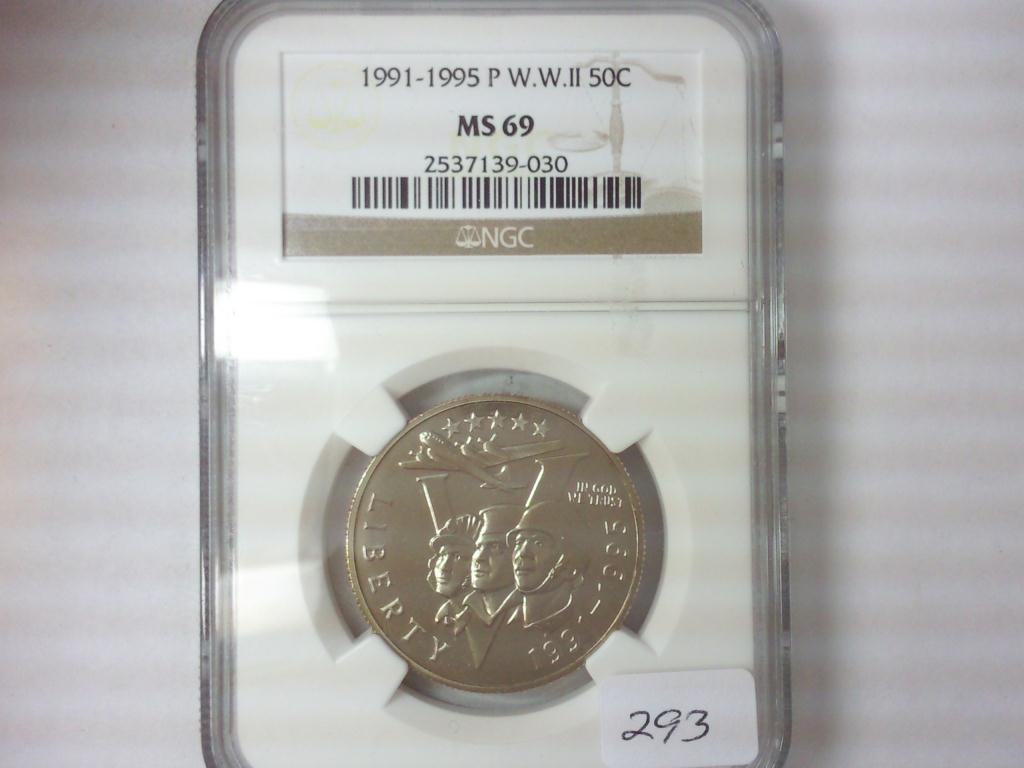 1991-1995 P W.W.II 50C
MS 69
2537139-030
NGC
LIBERTY
IN GOD
WE TRUST
1991-1995
293